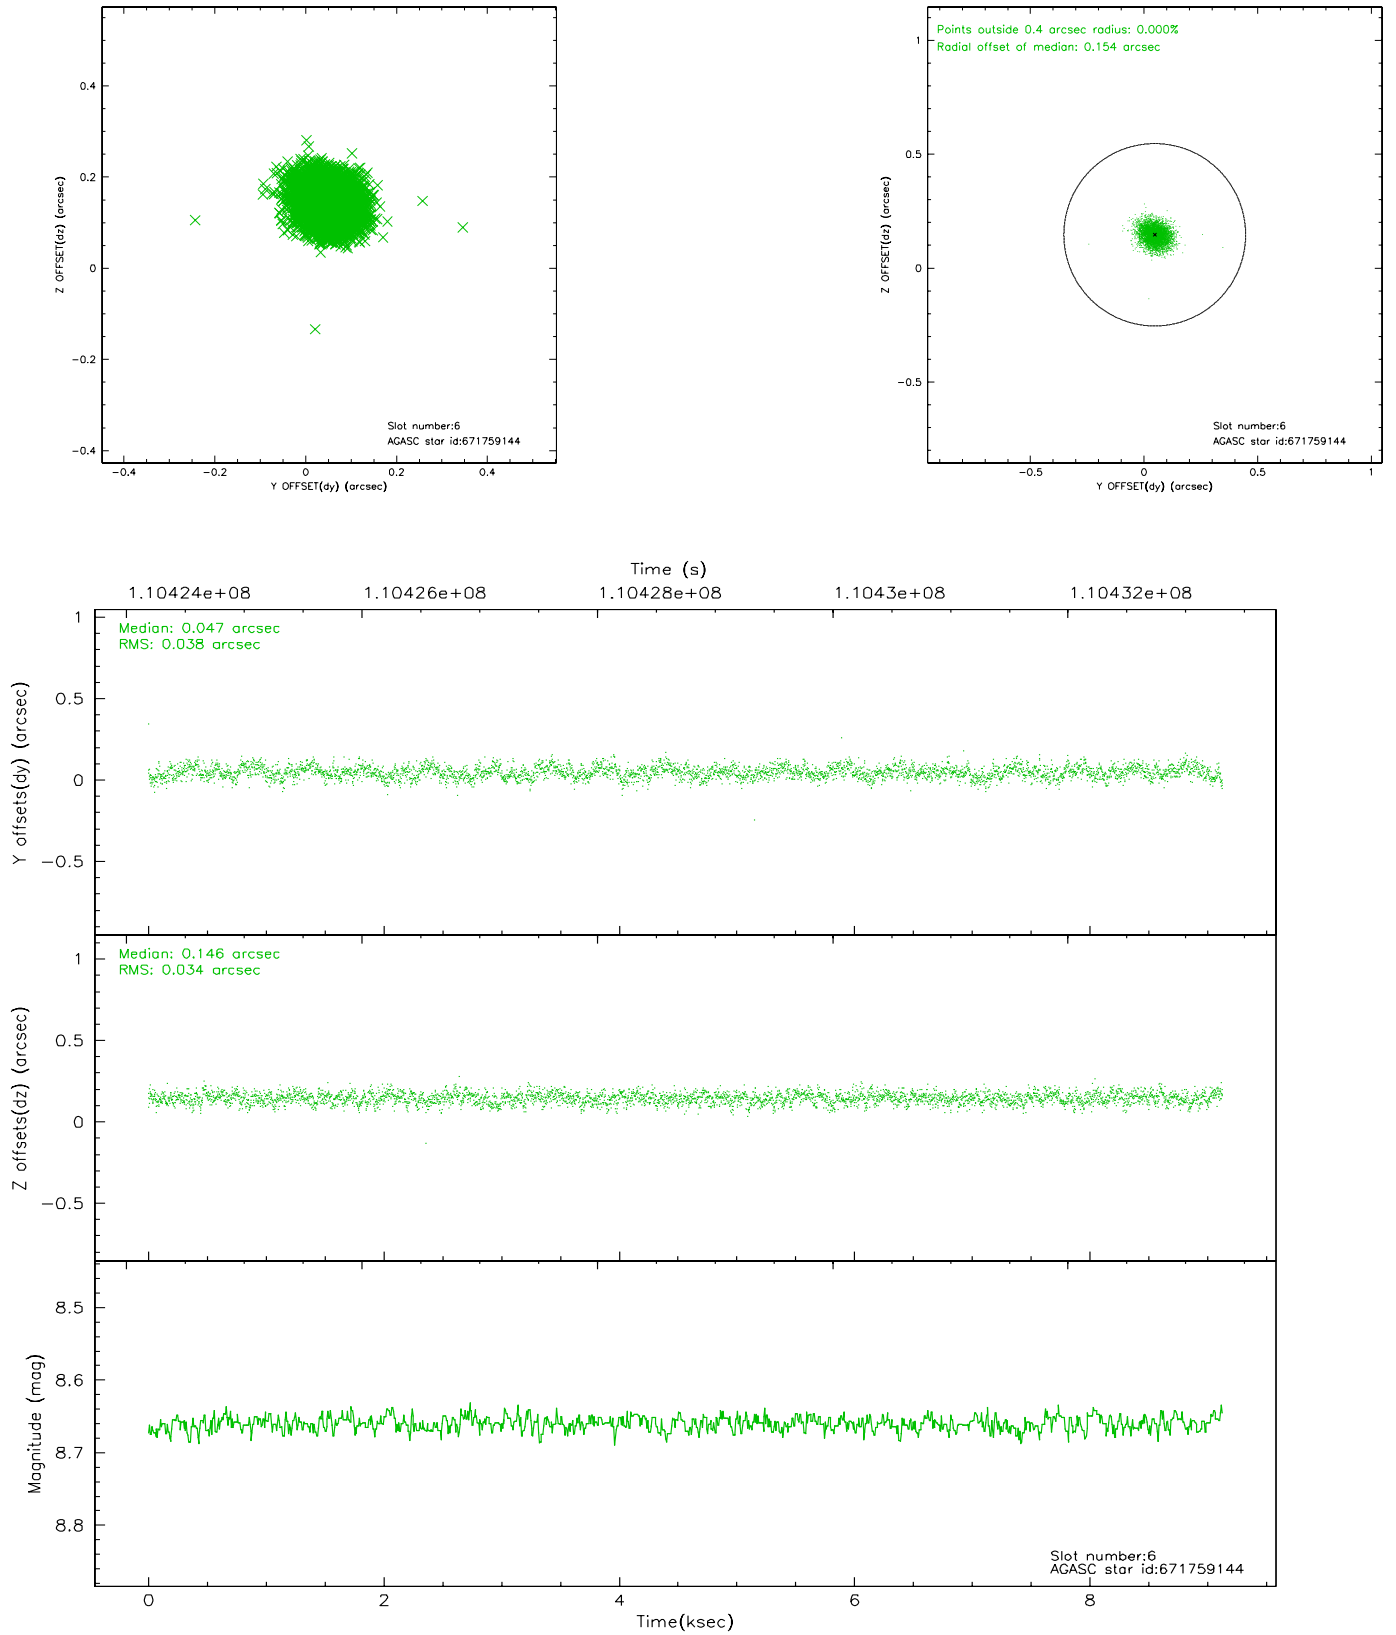 0.4
0.2
0
−0.2
−0.4
Z OFFSET(dz) (arcsec)
Slot number:6
AGASC star id:671759144
−0.4 −0.2 0 0.2 0.4
Y OFFSET(dy) (arcsec)
Points outside 0.4 arcsec radius: 0.000%
Radial offset of median: 0.154 arcsec
1
0.5
0
−0.5
Z OFFSET(dz) (arcsec)
Slot number:6
AGASC star id:671759144
−0.5 0 0.5 1
Y OFFSET(dy) (arcsec)
Time (s)
1.10424e+08 1.10426e+08 1.10428e+08 1.1043e+08 1.10432e+08
Median: 0.047 arcsec
RMS: 0.038 arcsec
1
0.5
0
−0.5
Y offsets(dy) (arcsec)
Median: 0.146 arcsec
RMS: 0.034 arcsec
1
0.5
0
−0.5
Z offsets(dz) (arcsec)
8.5
8.6
8.7
8.8
Magnitude (mag)
Slot number:6
AGASC star id:671759144
0 2 4 6 8
Time(ksec)